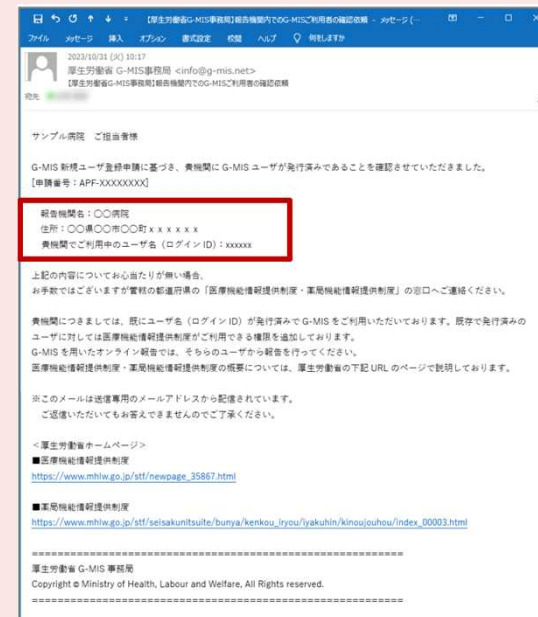 【厚生労働省G-MIS事務局】報告機関内でのG-MISご利用者の確認依頼 - メッセージ (…
ファイル メッセージ 挿入 オプション 書式設定 校閲 ヘルプ 何をしますか
2023/10/31 (火) 10:17
厚生労働省 G-MIS事務局 <info@g-mis.net>
【厚生労働省G-MIS事務局】報告機関内でのG-MISご利用者の確認依頼
宛先
サンプル病院 ご担当者様
G-MIS 新規ユーザ登録申請に基づき、貴機関に G-MIS ユーザが発行済みであることを確認させていただきました。
[申請番号：APF-XXXXXXXX]
報告機関名：〇〇病院
住所：〇〇県〇〇市〇〇町ｘｘｘｘｘｘ
貴機関でご利用中のユーザ名（ログイン ID）：xxxxxx
上記の内容についてお心当たりが無い場合、
お手数ではございますが管轄の都道府県の「医療機能情報提供制度・薬局機能情報提供制度」の窓口へご連絡ください。
貴機関につきましては、既にユーザ名（ログイン ID）が発行済みで G-MIS をご利用いただいております。既存で発行済みの
ユーザに対しては医療機能情報提供制度がご利用できる権限を追加しております。
G-MIS を用いたオンライン報告では、そちらのユーザから報告を行ってください。
医療機能情報提供制度・薬局機能情報提供制度の概要については、厚生労働省の下記 URL のページで説明しております。
※このメールは送信専用のメールアドレスから配信されています。
ご返信いただいてもお答えできませんのでご了承ください。
＜厚生労働省ホームページ＞
■医療機能情報提供制度
https://www.mhlw.go.jp/stf/newpage_35867.html
■薬局機能情報提供制度
https://www.mhlw.go.jp/stf/seisakunitsuite/bunya/kenkou_iryou/iyakuhin/kinoujouhou/index_00003.html
==========================================================
厚生労働省 G-MIS 事務局
Copyright © Ministry of Health, Labour and Welfare, All Rights reserved.
==========================================================